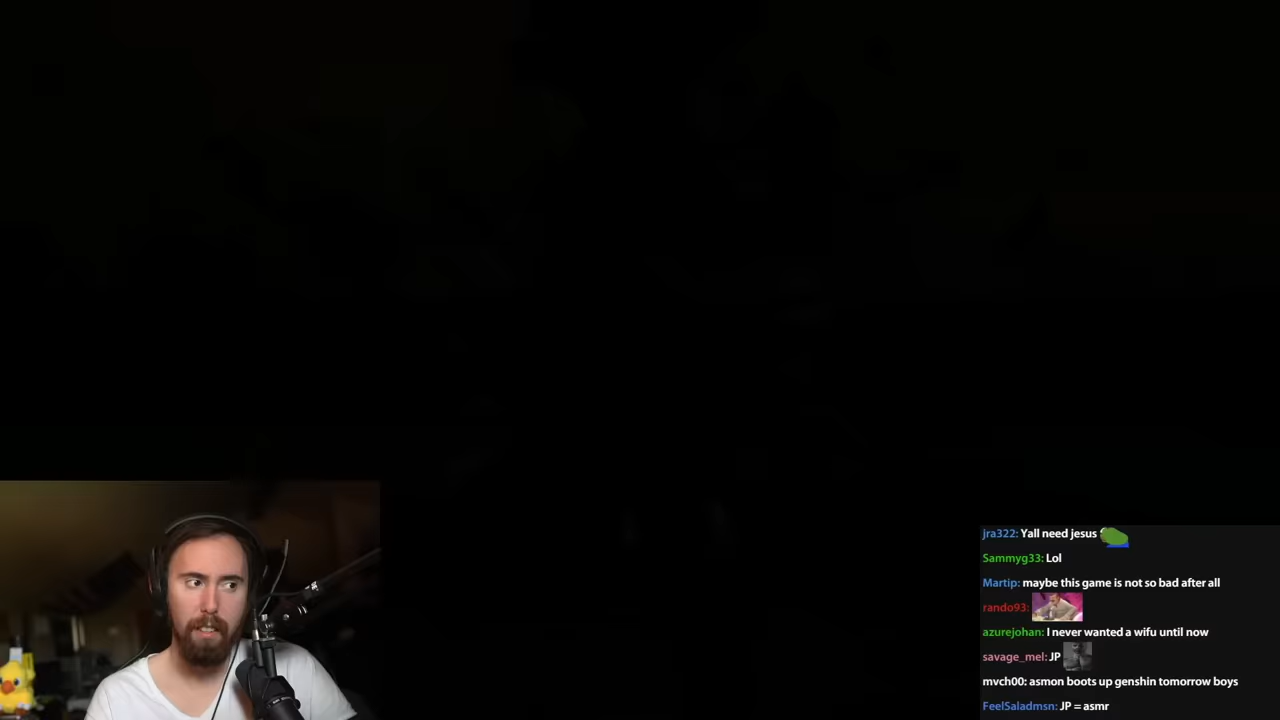 jra322: Yall need jesus
Sammyg33: Lol
Martip: maybe this game is not so bad after all
rando93:
azurejohan: I never wanted a wifu until now
savage_mel: JP
mvch00: asmon boots up genshin tomorrow boys
FeelSaladmsn: JP = asmr